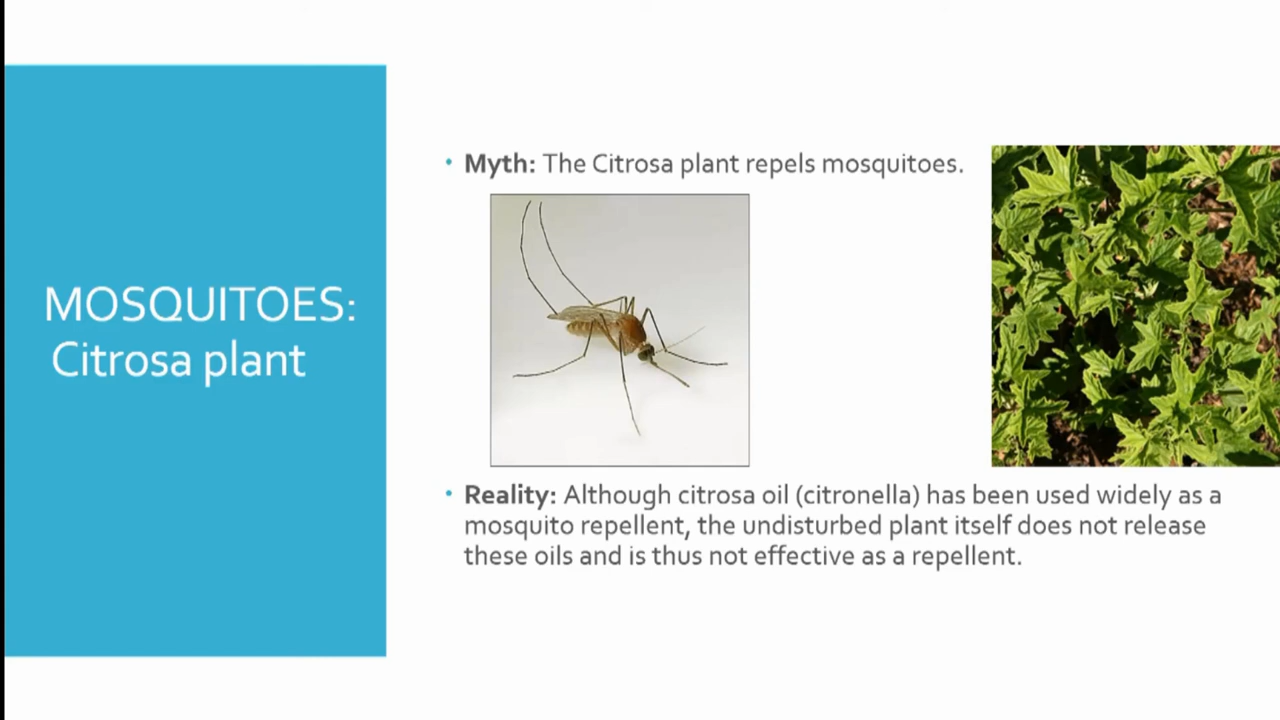 MOSQUITOES:
Citrosa plant
• Myth: The Citrosa plant repels mosquitoes.
• Reality: Although citrosa oil (citronella) has been used widely as a
mosquito repellent, the undisturbed plant itself does not release
these oils and is thus not effective as a repellent.